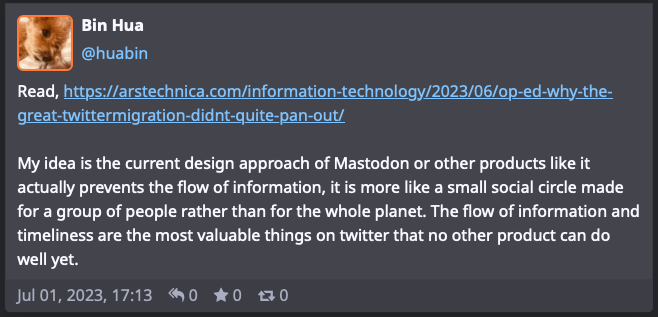 Bin Hua
@huabin
Read, https://arstechnica.com/information-technology/2023/06/op-ed-why-the-
great-twittermigration-didnt-quite-pan-out/
My idea is the current design approach of Mastodon or other products like it
actually prevents the flow of information, it is more like a small social circle made
for a group of people rather than for the whole planet. The flow of information and
timeliness are the most valuable things on twitter that no other product can do
well yet.
Jul 01, 2023, 17:13 0 0 0